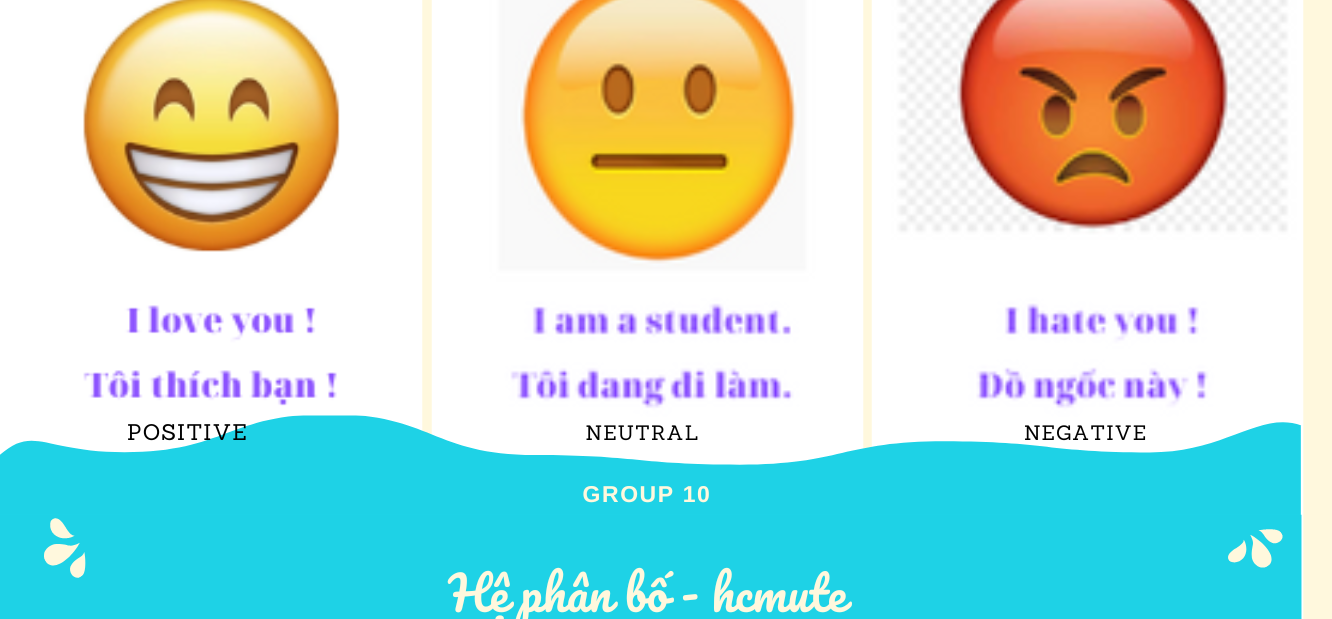 I love you !
Tôi thích bạn !
POSITIVE
I am a student.
Tôi đang đi làm.
NEUTRAL
I hate you !
Đồ ngốc này !
NEGATIVE
GROUP 10
Hệ phân bố - hcmute